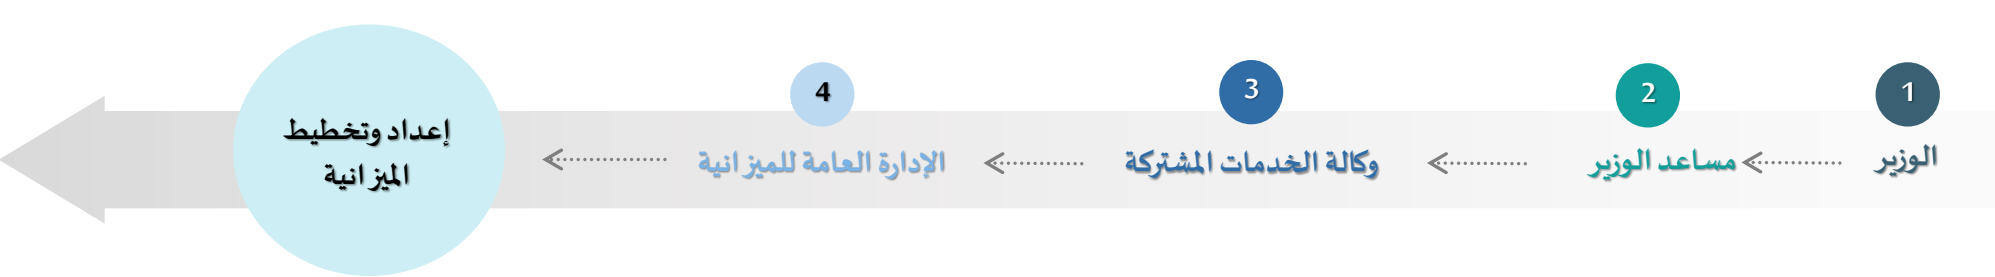 1
الوزير
2
مساعد الوزير
3
وكالة الخدمات المشتركة
4
الإدارة العامة للميزانية
إعداد وتخطيط
الميزانية